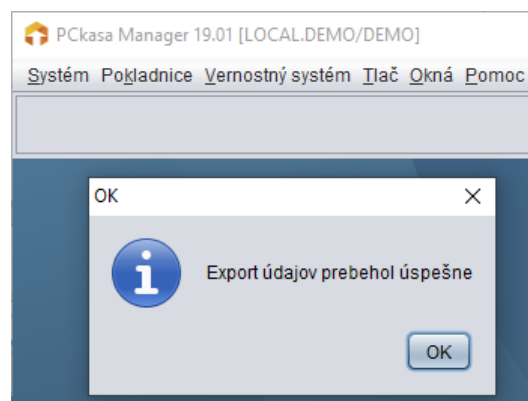 PCkasa Manager 19.01 [LOCAL.DEMO/DEMO]
Systém Pokladnice Vernostný systém Tlač Okná Pomoc
OK
Export údajov prebehol úspešne
OK